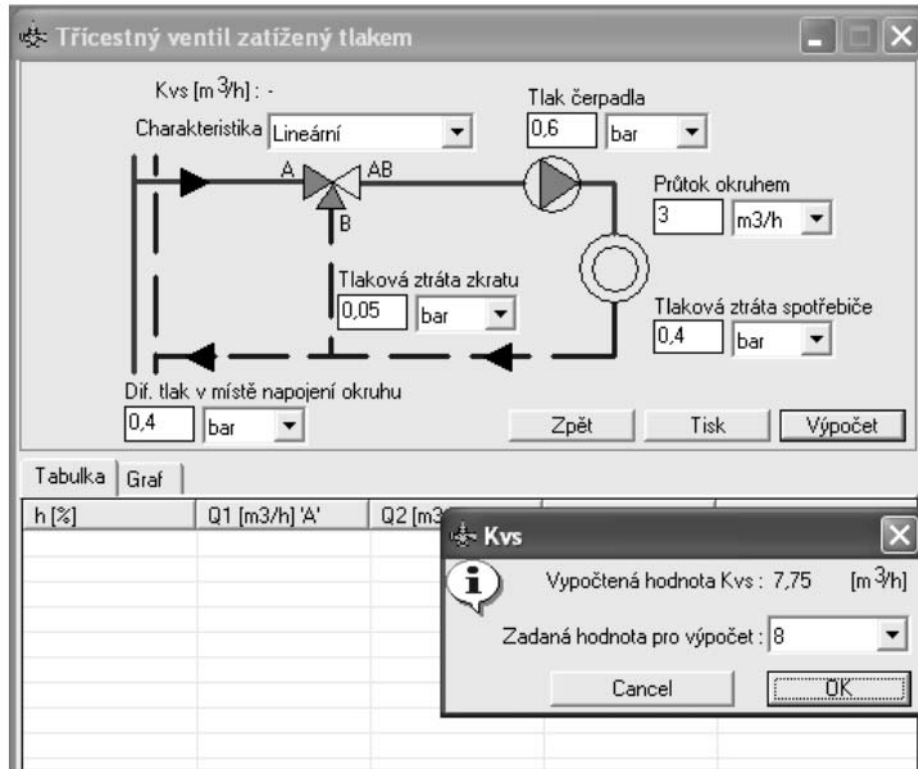 Třícestný ventil zatížený tlakem
Kvs [m3/h] : -
Charakteristika Lineární
Tlak čerpadla
0,6 bar
A AB
B
Průtok okruhem
3 m3/h
Tlaková ztráta zkratu
0,05 bar
Tlaková ztráta spotřebiče
0,4 bar
Dif. tlak v místě napojení okruhu
0,4 bar
Zpět Tisk Výpočet
Tabulka Graf
h [%] Q1 [m3/h] 'A' Q2 [m3
Kvs
Vypočtená hodnota Kvs : 7,75 [m3/h]
Zadaná hodnota pro výpočet : 8
Cancel OK